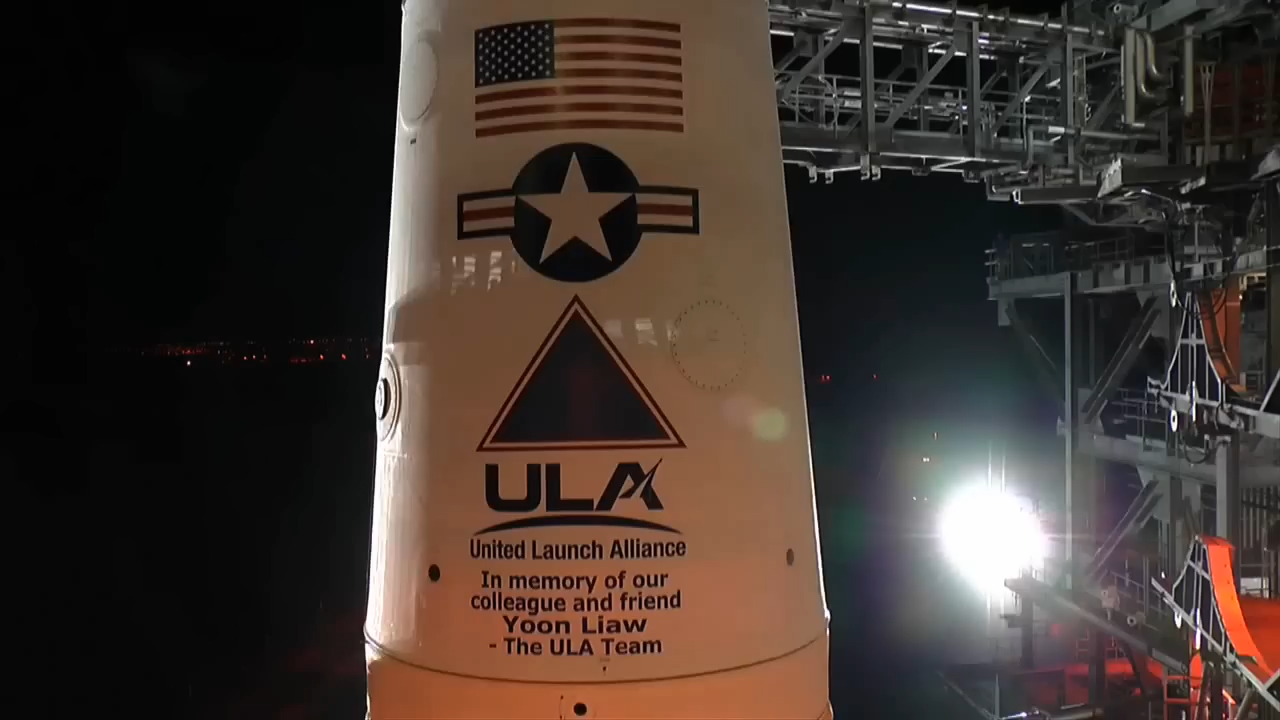 ULA
United Launch Alliance
In memory of our
colleague and friend
Yoon Liaw
- The ULA Team